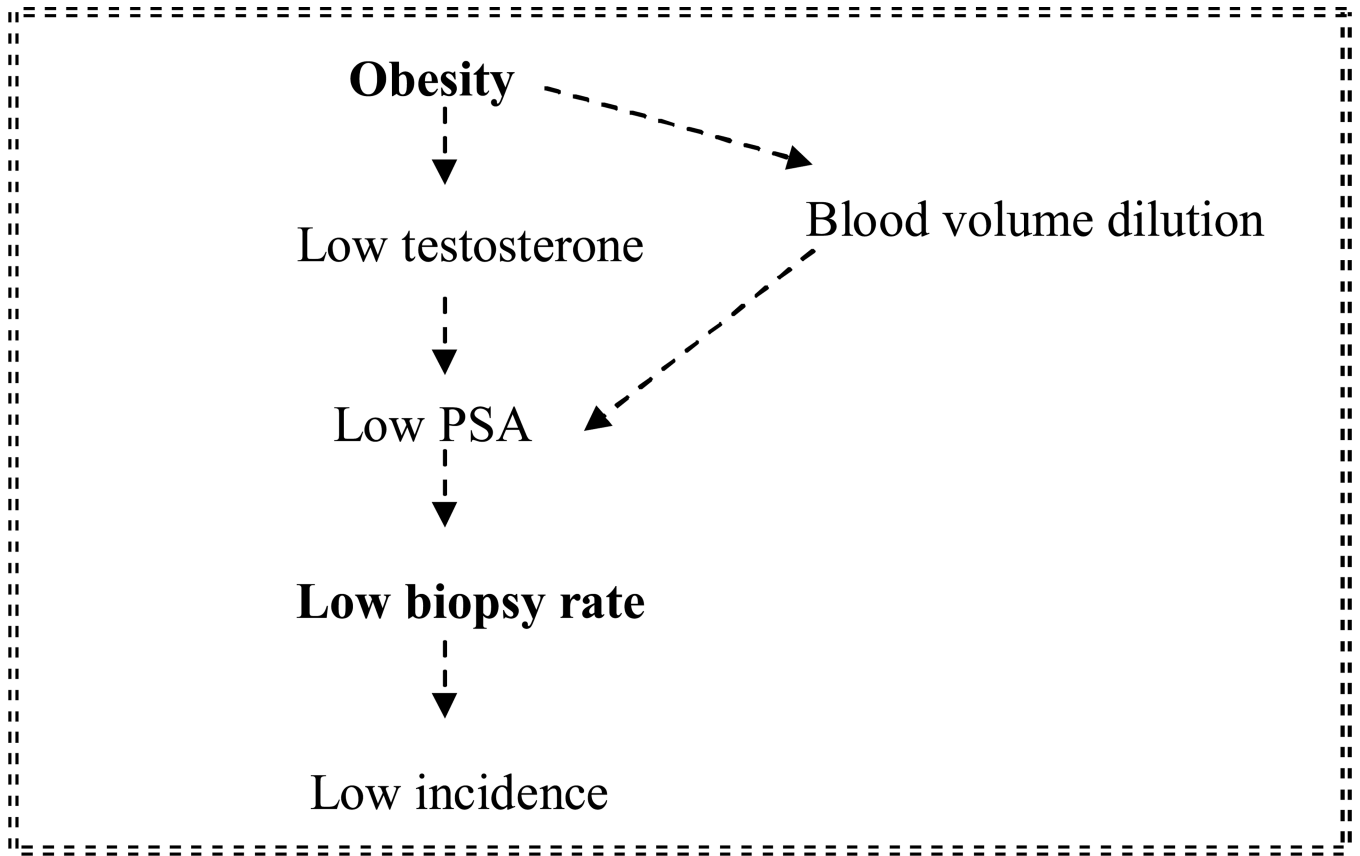 Obesity
Blood volume dilution
Low testosterone
Low PSA
Low biopsy rate
Low incidence